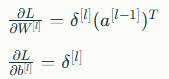 ∂L/∂W^[l] = δ^[l](a^[l−1])^T
∂L/∂b^[l] = δ^[l]